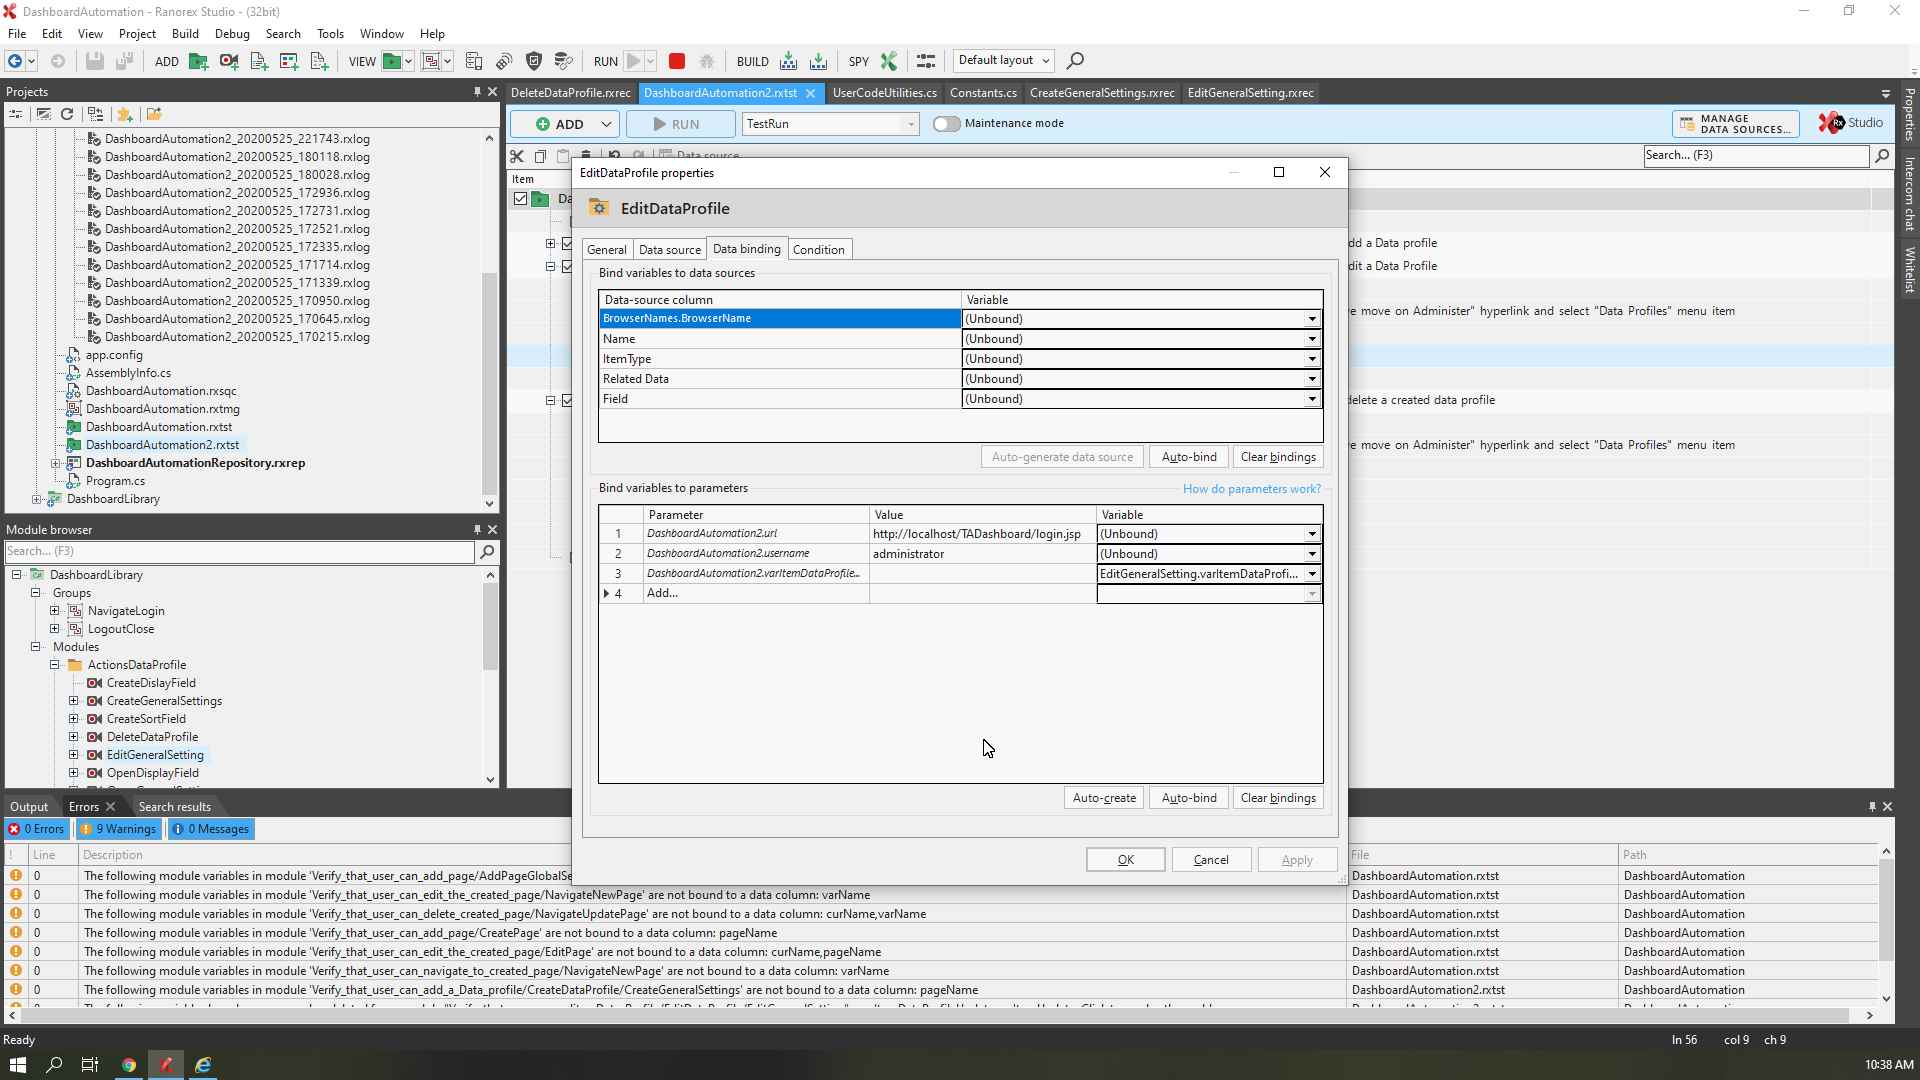 DashboardAutomation - Ranorex Studio - (32bit)
File Edit View Project Build Debug Search Tools Window Help
ADD VIEW RUN BUILD SPY Default layout
Projects
DashboardAutomation2_20200525_221743.rxlog
DashboardAutomation2_20200525_180118.rxlog
DashboardAutomation2_20200525_180028.rxlog
DashboardAutomation2_20200525_172936.rxlog
DashboardAutomation2_20200525_172731.rxlog
DashboardAutomation2_20200525_172521.rxlog
DashboardAutomation2_20200525_172335.rxlog
DashboardAutomation2_20200525_171714.rxlog
DashboardAutomation2_20200525_171339.rxlog
DashboardAutomation2_20200525_170950.rxlog
DashboardAutomation2_20200525_170645.rxlog
DashboardAutomation2_20200525_170215.rxlog
app.config
AssemblyInfo.cs
DashboardAutomation.rxsqc
DashboardAutomation.rxtmg
DashboardAutomation.rxtst
DashboardAutomation2.rxtst
DashboardAutomationRepository.rxrep
Program.cs
DashboardLibrary
Module browser
Search... (F3)
DashboardLibrary
Groups
NavigateLogin
LogoutClose
Modules
ActionsDataProfile
CreateDislayField
CreateGeneralSettings
CreateSortField
DeleteDataProfile
EditGeneralSetting
OpenDisplayField
DeleteDataProfile.rxrec DashboardAutomation2.rxtst UserCodeUtilities.cs Constants.cs CreateGeneralSettings.rxrec EditGeneralSetting.rxrec
ADD RUN TestRun Maintenance mode MANAGE DATA SOURCES... Studio
Data source Search... (F3)
Item
Da
dd a Data profile
dit a Data Profile
e move on Administer" hyperlink and select "Data Profiles" menu item
elete a created data profile
e move on Administer" hyperlink and select "Data Profiles" menu item
Properties
Intercom chat
Whitelist
EditDataProfile properties
EditDataProfile
General Data source Data binding Condition
Bind variables to data sources
Data-source column Variable
BrowserNames.BrowserName (Unbound)
Name (Unbound)
ItemType (Unbound)
Related Data (Unbound)
Field (Unbound)
Auto-generate data source Auto-bind Clear bindings
Bind variables to parameters How do parameters work?
Parameter Value Variable
1 DashboardAutomation2.url http://localhost/TADashboard/login.jsp (Unbound)
2 DashboardAutomation2.username administrator (Unbound)
3 DashboardAutomation2.varItemDataProfile... EditGeneralSetting.varItemDataProfi...
4 Add...
Auto-create Auto-bind Clear bindings
OK Cancel Apply
Output Errors Search results
0 Errors 9 Warnings 0 Messages
! Line Description File Path
0 The following module variables in module 'Verify_that_user_can_add_page/AddPageGlobalSe DashboardAutomation.rxtst DashboardAutomation
0 The following module variables in module 'Verify_that_user_can_edit_the_created_page/NavigateNewPage' are not bound to a data column: varName DashboardAutomation.rxtst DashboardAutomation
0 The following module variables in module 'Verify_that_user_can_delete_created_page/NavigateUpdatePage' are not bound to a data column: curName,varName DashboardAutomation.rxtst DashboardAutomation
0 The following module variables in module 'Verify_that_user_can_add_page/CreatePage' are not bound to a data column: pageName DashboardAutomation.rxtst DashboardAutomation
0 The following module variables in module 'Verify_that_user_can_edit_the_created_page/EditPage' are not bound to a data column: curName,pageName DashboardAutomation.rxtst DashboardAutomation
0 The following module variables in module 'Verify_that_user_can_navigate_to_created_page/NavigateNewPage' are not bound to a data column: varName DashboardAutomation.rxtst DashboardAutomation
0 The following module variables in module 'Verify_that_user_can_add_a_Data_profile/CreateDataProfile/CreateGeneralSettings' are not bound to a data column: pageName DashboardAutomation2.rxtst DashboardAutomation
Ready ln 56 col 9 ch 9
10:38 AM